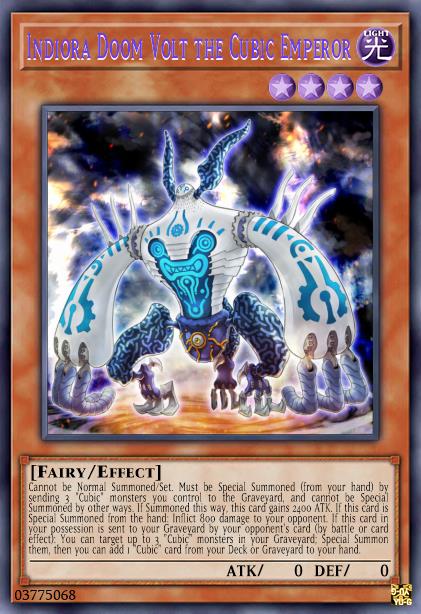 Indiora Doom Volt the Cubic Emperor
LIGHT
光
[Fairy/Effect]
Cannot be Normal Summoned/Set. Must be Special Summoned (from your hand) by
sending 3 "Cubic" monsters you control to the Graveyard, and cannot be Special
Summoned by other ways. If Summoned this way, this card gains 2400 ATK. If this card is
Special Summoned from the hand: Inflict 800 damage to your opponent. If this card in
your possession is sent to your Graveyard by your opponent's card (by battle or card
effect): You can target up to 3 "Cubic" monsters in your Graveyard; Special Summon
them, then you can add 1 "Cubic" card from your Deck or Graveyard to your hand.
ATK/ 0 DEF/ 0
03775068